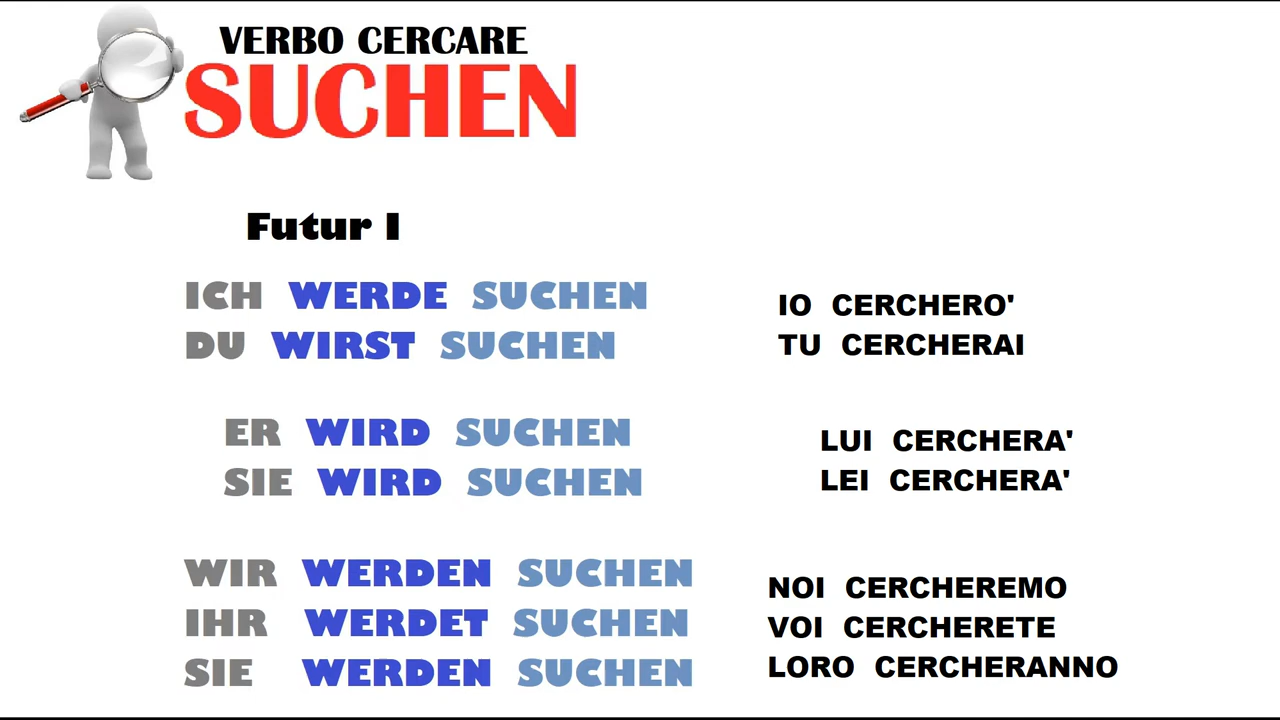 VERBO CERCARE
SUCHEN
Futur I
ICH WERDE SUCHEN
DU WIRST SUCHEN
ER WIRD SUCHEN
SIE WIRD SUCHEN
WIR WERDEN SUCHEN
IHR WERDET SUCHEN
SIE WERDEN SUCHEN
IO CERCHERO'
TU CERCHERAI
LUI CERCHERA'
LEI CERCHERA'
NOI CERCHEREMO
VOI CERCHERETE
LORO CERCHERANNO